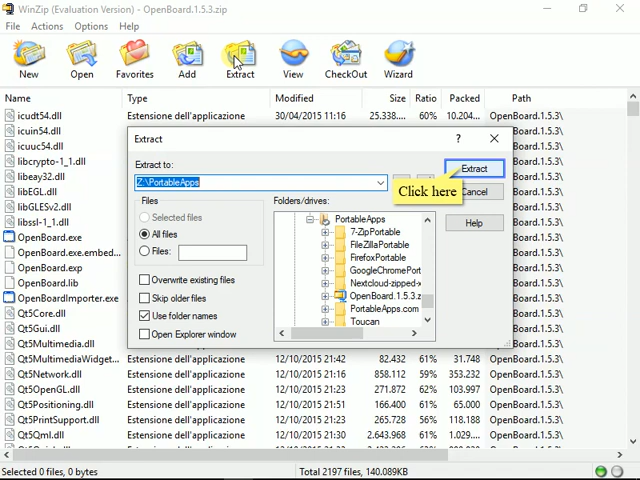 WinZip (Evaluation Version) - OpenBoard.1.5.3.zip
File Actions Options Help
New Open Favorites Add Extract View CheckOut Wizard
Name Type Modified Size Ratio Packed Path
icudt54.dll Estensione dell'applicazione 30/04/2015 11:16 25.338.... 60% 10.204... OpenBoard.1.5.3\
icuin54.dll
icuuc54.dll
libcrypto-1_1.dll
libeay32.dll
libEGL.dll
libGLESv2.dll
libssl-1_1.dll
OpenBoard.exe
OpenBoard.exe.embed...
OpenBoard.exp
OpenBoard.lib
OpenBoardImporter.exe
Qt5Core.dll
Qt5Gui.dll
Qt5Multimedia.dll
Extract
?
Extract to:
Z:\PortableApps
Extract
Click here
Cancel
Help
Files
Selected files
All files
Files:
Overwrite existing files
Skip older files
Use folder names
Open Explorer window
Folders/drives:
PortableApps
7-ZipPortable
FileZillaPortable
FirefoxPortable
GoogleChromePort
Nextcloud-zipped-x
OpenBoard.1.5.3.z
PortableApps.com
Toucan
Qt5MultimediaWidget... Estensione dell'applicazione 12/10/2015 21:42 82.432 61% 31.748 OpenBoard.1.5.3\
Qt5Network.dll Estensione dell'applicazione 12/10/2015 21:16 858.112 59% 353.232 OpenBoard.1.5.3\
Qt5OpenGL.dll Estensione dell'applicazione 12/10/2015 21:23 271.872 62% 103.997 OpenBoard.1.5.3\
Qt5Positioning.dll Estensione dell'applicazione 12/10/2015 21:51 166.400 61% 65.000 OpenBoard.1.5.3\
Qt5PrintSupport.dll Estensione dell'applicazione 12/10/2015 21:23 265.728 56% 118.188 OpenBoard.1.5.3\
Qt5Qml.dll Estensione dell'applicazione 12/10/2015 21:30 2.643.968 61% 1.029.... OpenBoard.1.5.3\
Selected 0 files, 0 bytes Total 2197 files, 140.089KB